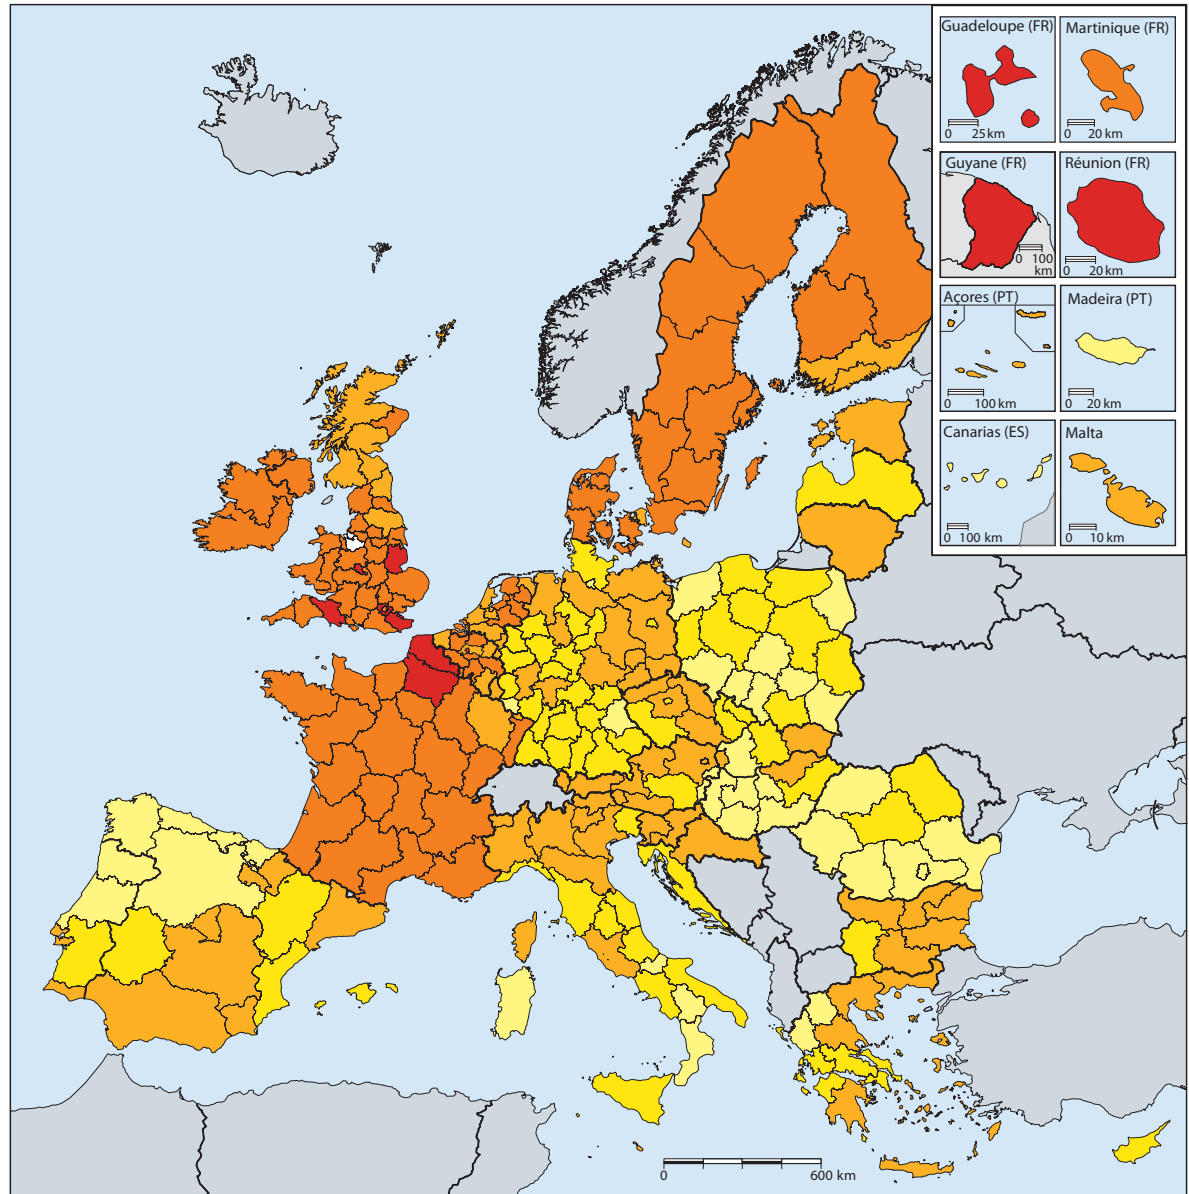 Guadeloupe (FR)
0 25 km
Martinique (FR)
0 20 km
Guyane (FR)
0 100
km
Réunion (FR)
0 20 km
Açores (PT)
0 100 km
Madeira (PT)
0 20 km
Canarias (ES)
0 100 km
Malta
0 10 km
0 600 km